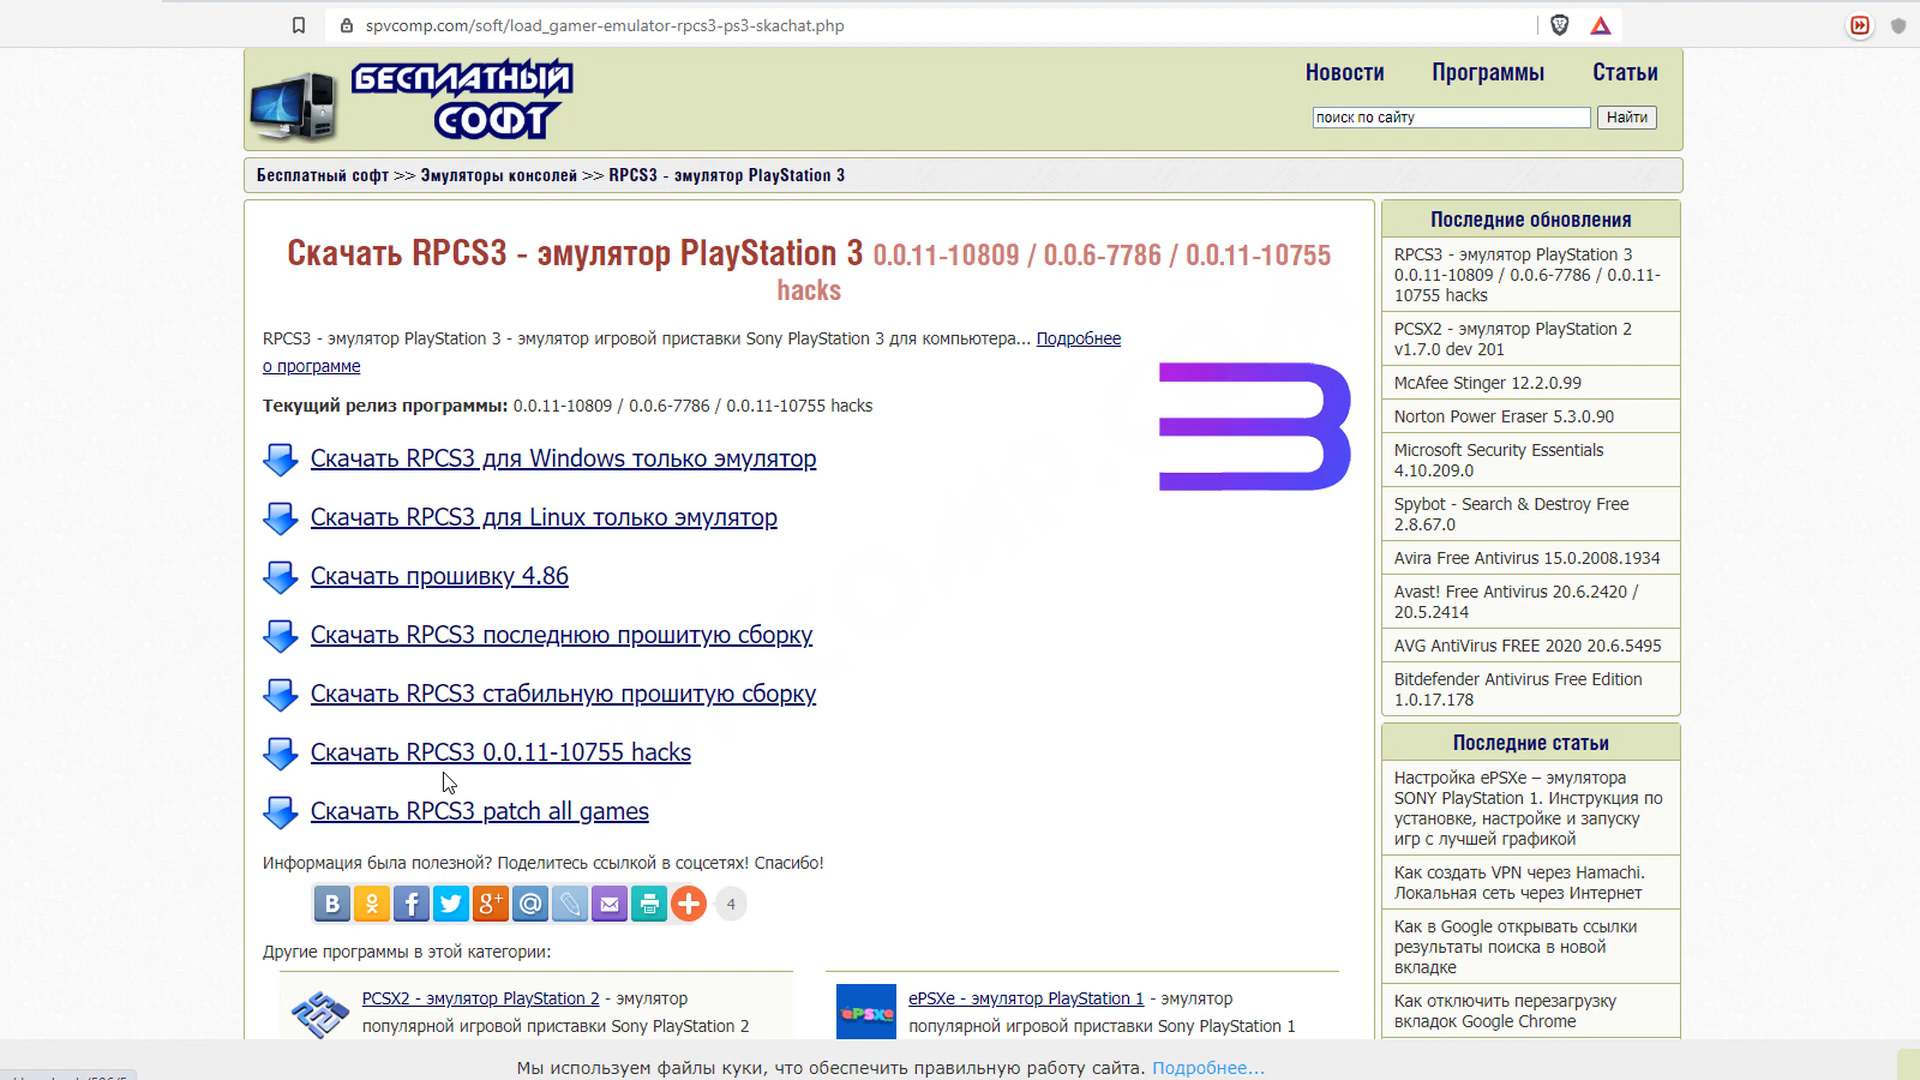 spvcomp.com/soft/load_gamer-emulator-rpcs3-ps3-skachat.php
БЕСПЛАТНЫЙ
СОФТ
Новости Программы Статьи
поиск по сайту Найти
Бесплатный софт >> Эмуляторы консолей >> RPCS3 - эмулятор PlayStation 3
Скачать RPCS3 - эмулятор PlayStation 3 0.0.11-10809 / 0.0.6-7786 / 0.0.11-10755
hacks
RPCS3 - эмулятор PlayStation 3 - эмулятор игровой приставки Sony PlayStation 3 для компьютера... Подробнее
о программе
Текущий релиз программы: 0.0.11-10809 / 0.0.6-7786 / 0.0.11-10755 hacks
Скачать RPCS3 для Windows только эмулятор
Скачать RPCS3 для Linux только эмулятор
Скачать прошивку 4.86
Скачать RPCS3 последнюю прошитую сборку
Скачать RPCS3 стабильную прошитую сборку
Скачать RPCS3 0.0.11-10755 hacks
Скачать RPCS3 patch all games
Информация была полезной? Поделитесь ссылкой в соцсетях! Спасибо!
4
Другие программы в этой категории:
PCSX2 - эмулятор PlayStation 2 - эмулятор
популярной игровой приставки Sony PlayStation 2
ePSXe
ePSXe - эмулятор PlayStation 1 - эмулятор
популярной игровой приставки Sony PlayStation 1
Последние обновления
RPCS3 - эмулятор PlayStation 3
0.0.11-10809 / 0.0.6-7786 / 0.0.11-
10755 hacks
PCSX2 - эмулятор PlayStation 2
v1.7.0 dev 201
McAfee Stinger 12.2.0.99
Norton Power Eraser 5.3.0.90
Microsoft Security Essentials
4.10.209.0
Spybot - Search & Destroy Free
2.8.67.0
Avira Free Antivirus 15.0.2008.1934
Avast! Free Antivirus 20.6.2420 /
20.5.2414
AVG AntiVirus FREE 2020 20.6.5495
Bitdefender Antivirus Free Edition
1.0.17.178
Последние статьи
Настройка ePSXe – эмулятора
SONY PlayStation 1. Инструкция по
установке, настройке и запуску
игр с лучшей графикой
Как создать VPN через Hamachi.
Локальная сеть через Интернет
Как в Google открывать ссылки
результаты поиска в новой
вкладке
Как отключить перезагрузку
вкладок Google Chrome
Мы используем файлы куки, что обеспечить правильную работу сайта. Подробнее...